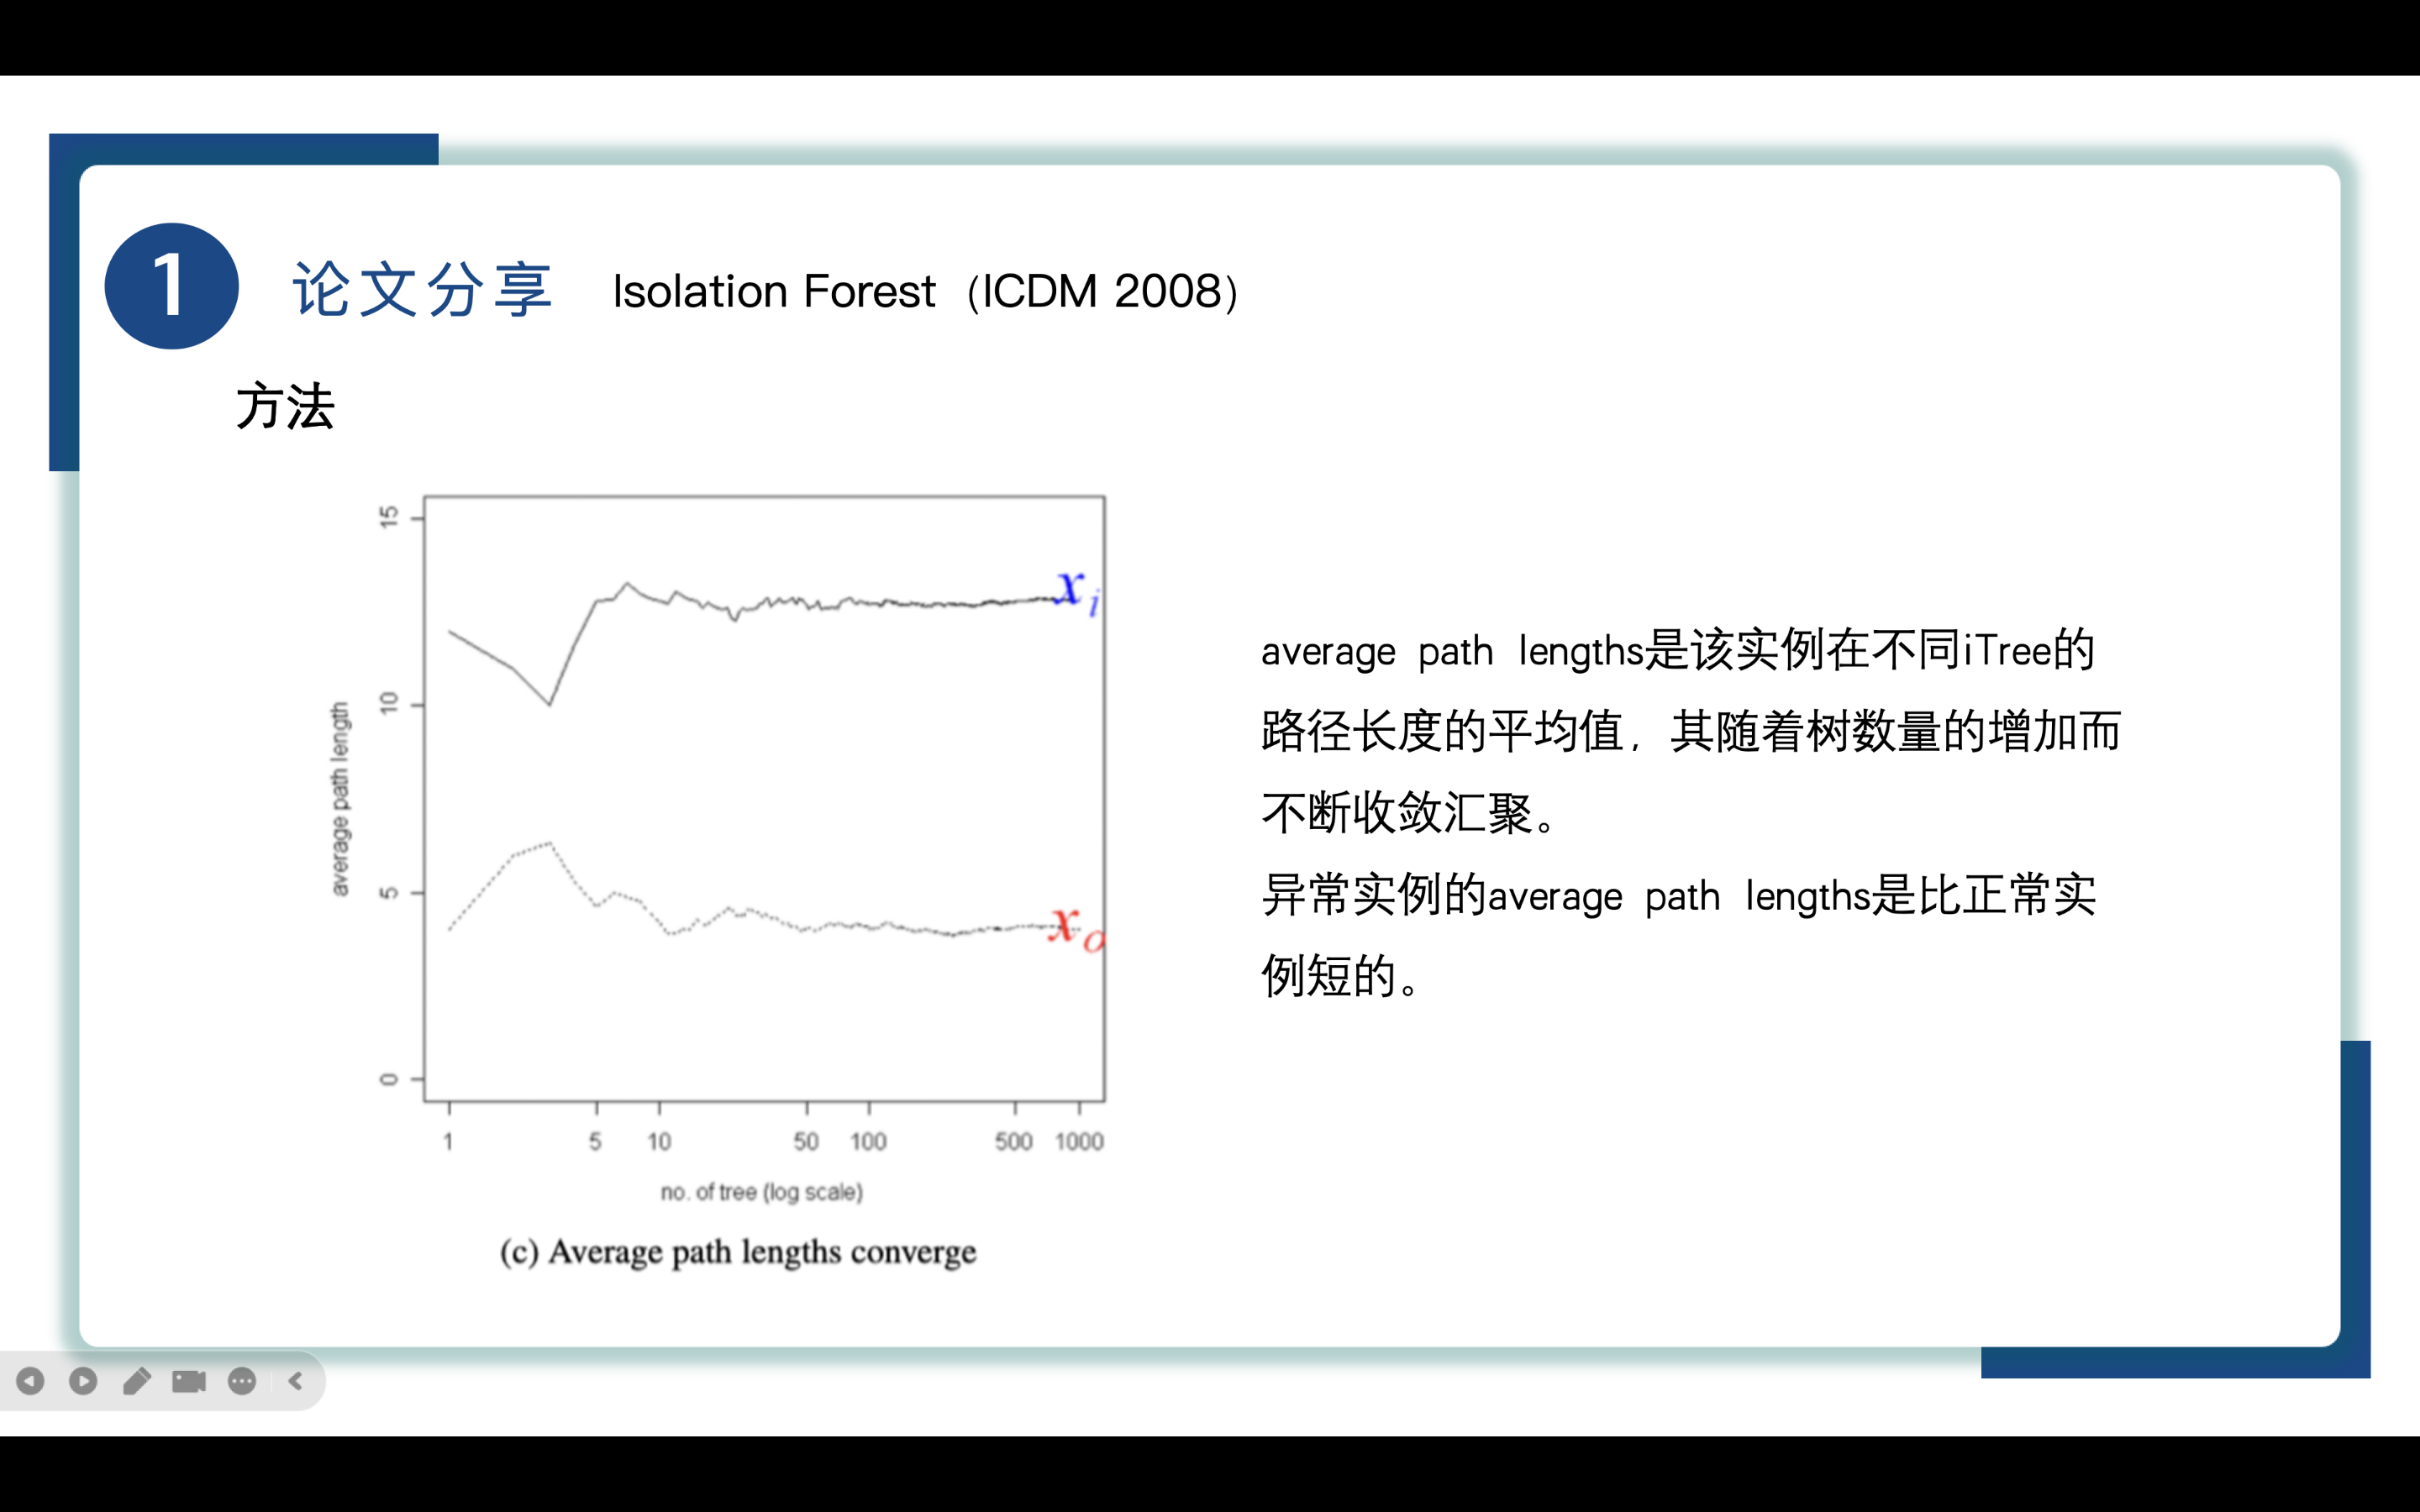 1
论文分享 Isolation Forest（ICDM 2008）
方法
15
10
5
0
average path length
x i
x o
1 5 10 50 100 500 1000
no. of tree (log scale)
(c) Average path lengths converge
average path lengths是该实例在不同iTree的
路径长度的平均值，其随着树数量的增加而
不断收敛汇聚。
异常实例的average path lengths是比正常实
例短的。